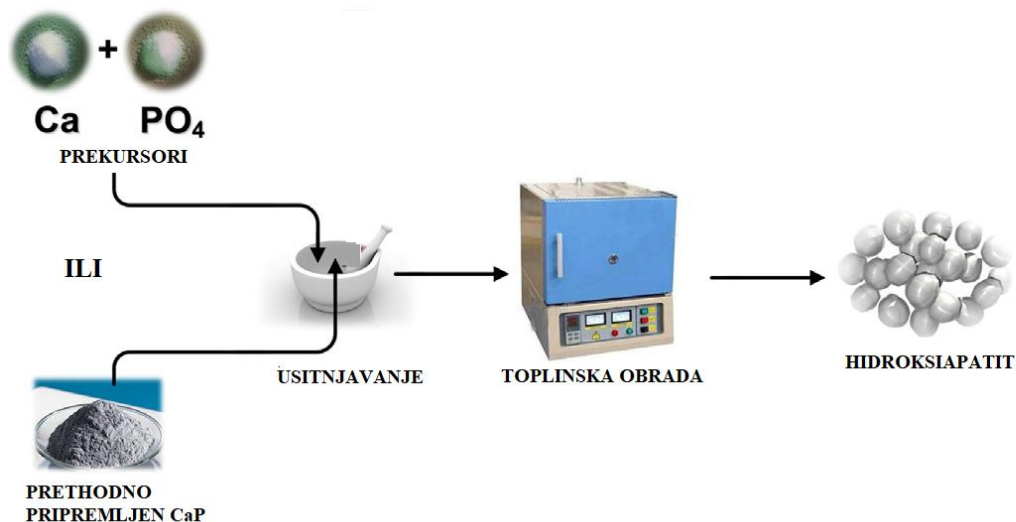 +
Ca PO₄
PREKURSORI
ILI
USITNJAVANJE
TOPLINSKA OBRADA
HIDROKSIAPATIT
PRETHODNO
PRIPREMLJEN CaP